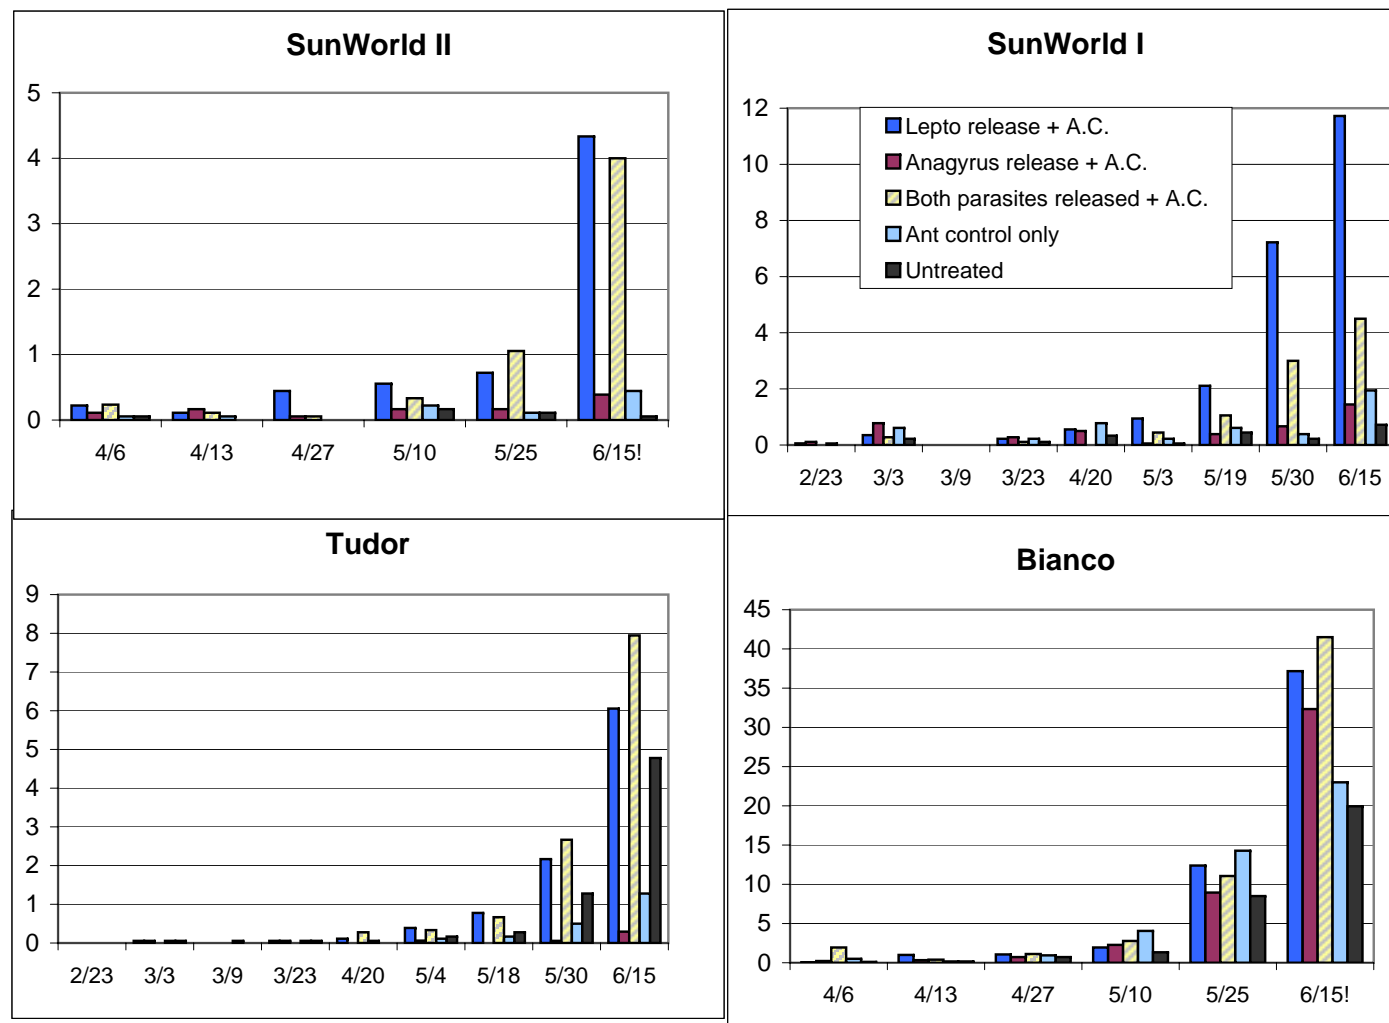 SunWorld II
5
4
3
2
1
0
4/6 4/13 4/27 5/10 5/25 6/15!
SunWorld I
12
10
8
6
4
2
0
Lepto release + A.C.
Anagyrus release + A.C.
Both parasites released + A.C.
Ant control only
Untreated
2/23 3/3 3/9 3/23 4/20 5/3 5/19 5/30 6/15
Tudor
9
8
7
6
5
4
3
2
1
0
2/23 3/3 3/9 3/23 4/20 5/4 5/18 5/30 6/15
Bianco
45
40
35
30
25
20
15
10
5
0
4/6 4/13 4/27 5/10 5/25 6/15!